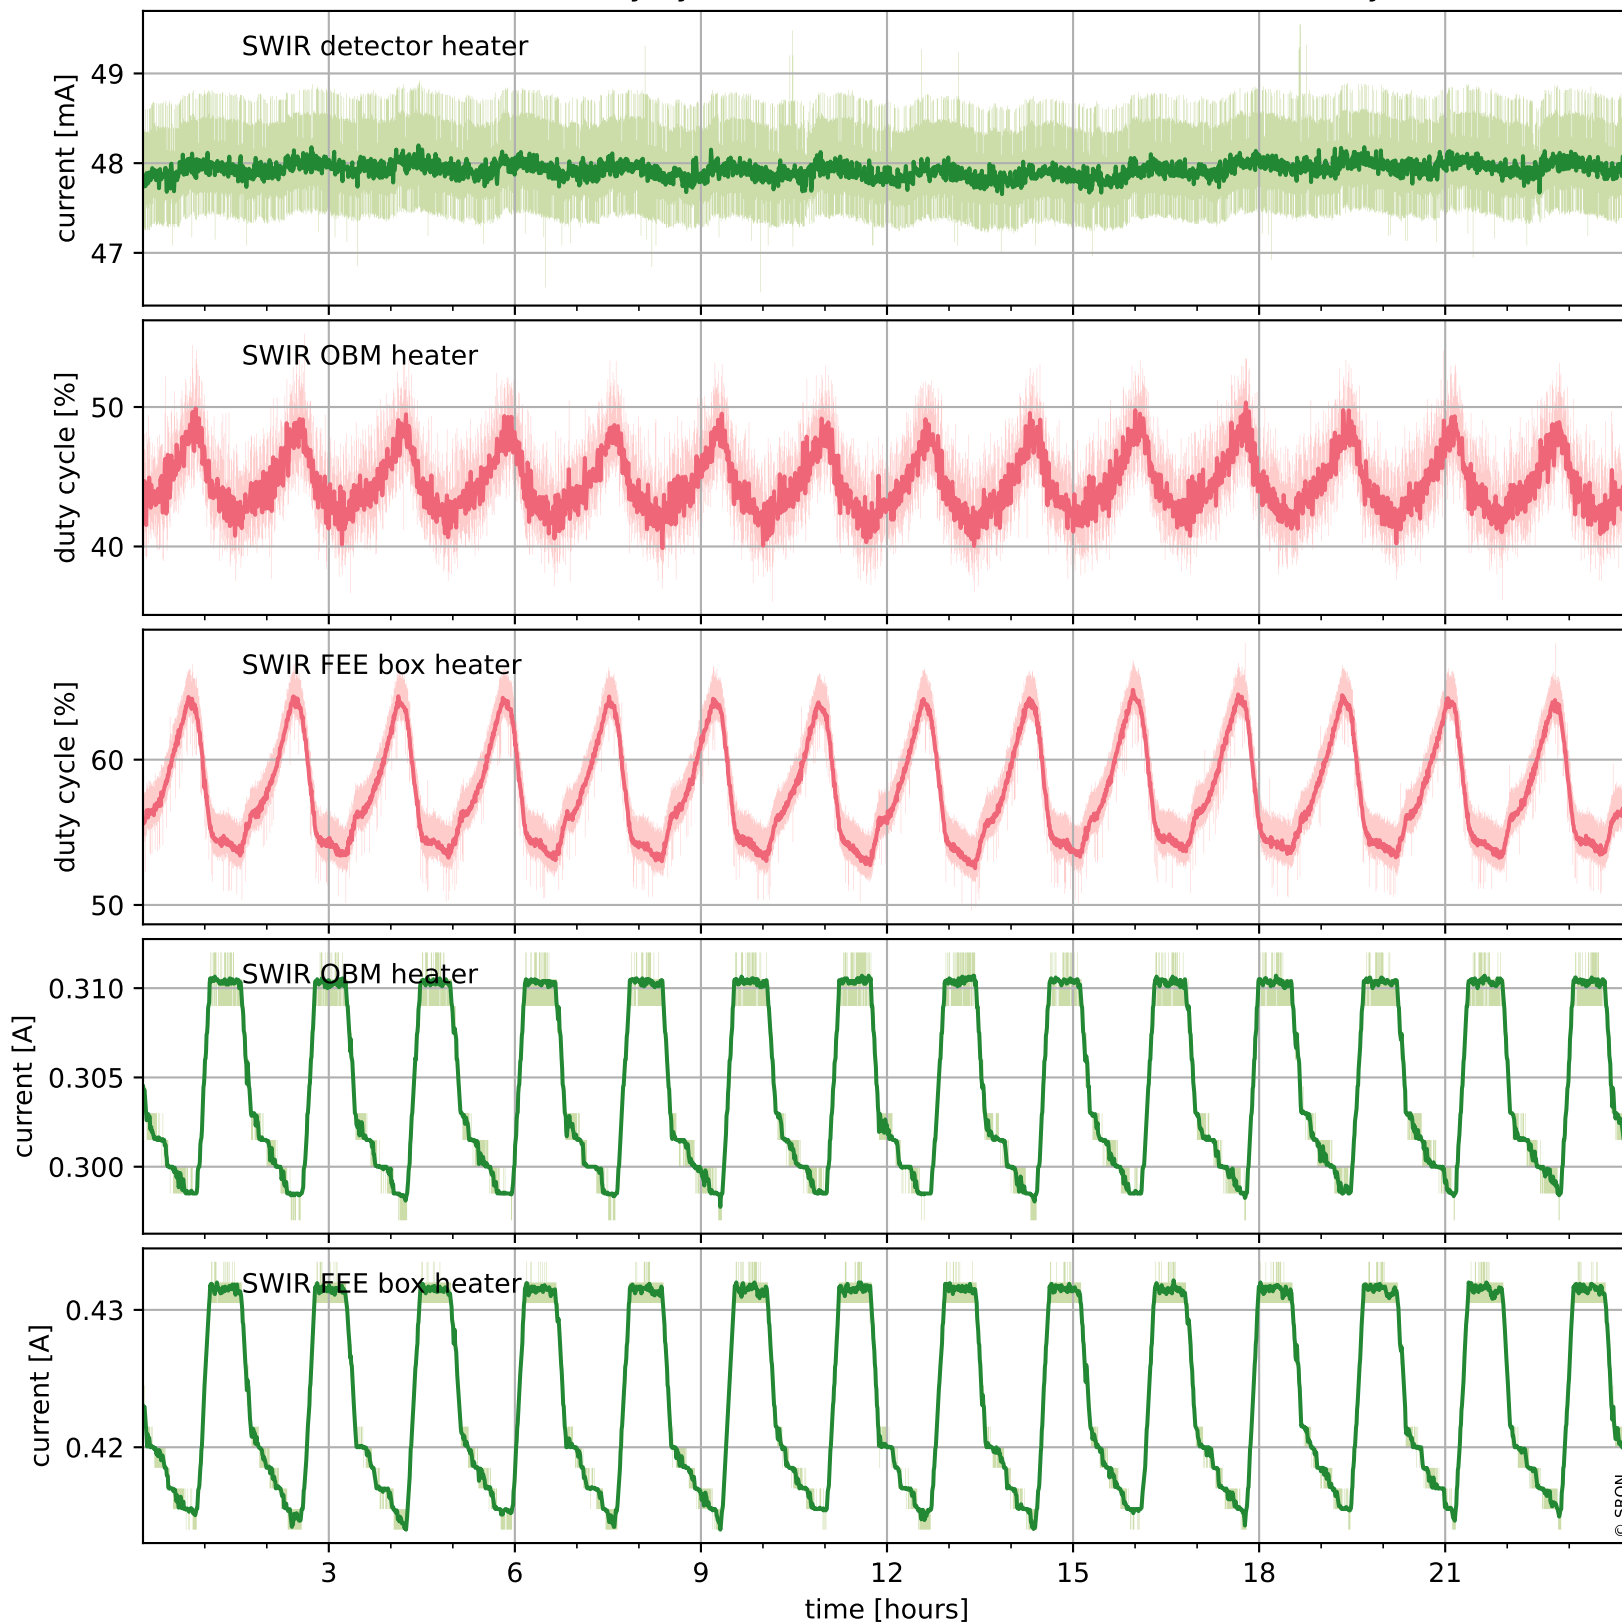 SWIR detector heater
current [mA]
49
48
47
SWIR OBM heater
duty cycle [%]
50
40
SWIR FEE box heater
duty cycle [%]
60
50
SWIR OBM heater
current [A]
0.310
0.305
0.300
SWIR FEE box heater
current [A]
0.43
0.42
3 6 9 12 15 18 21
time [hours]
© SRON